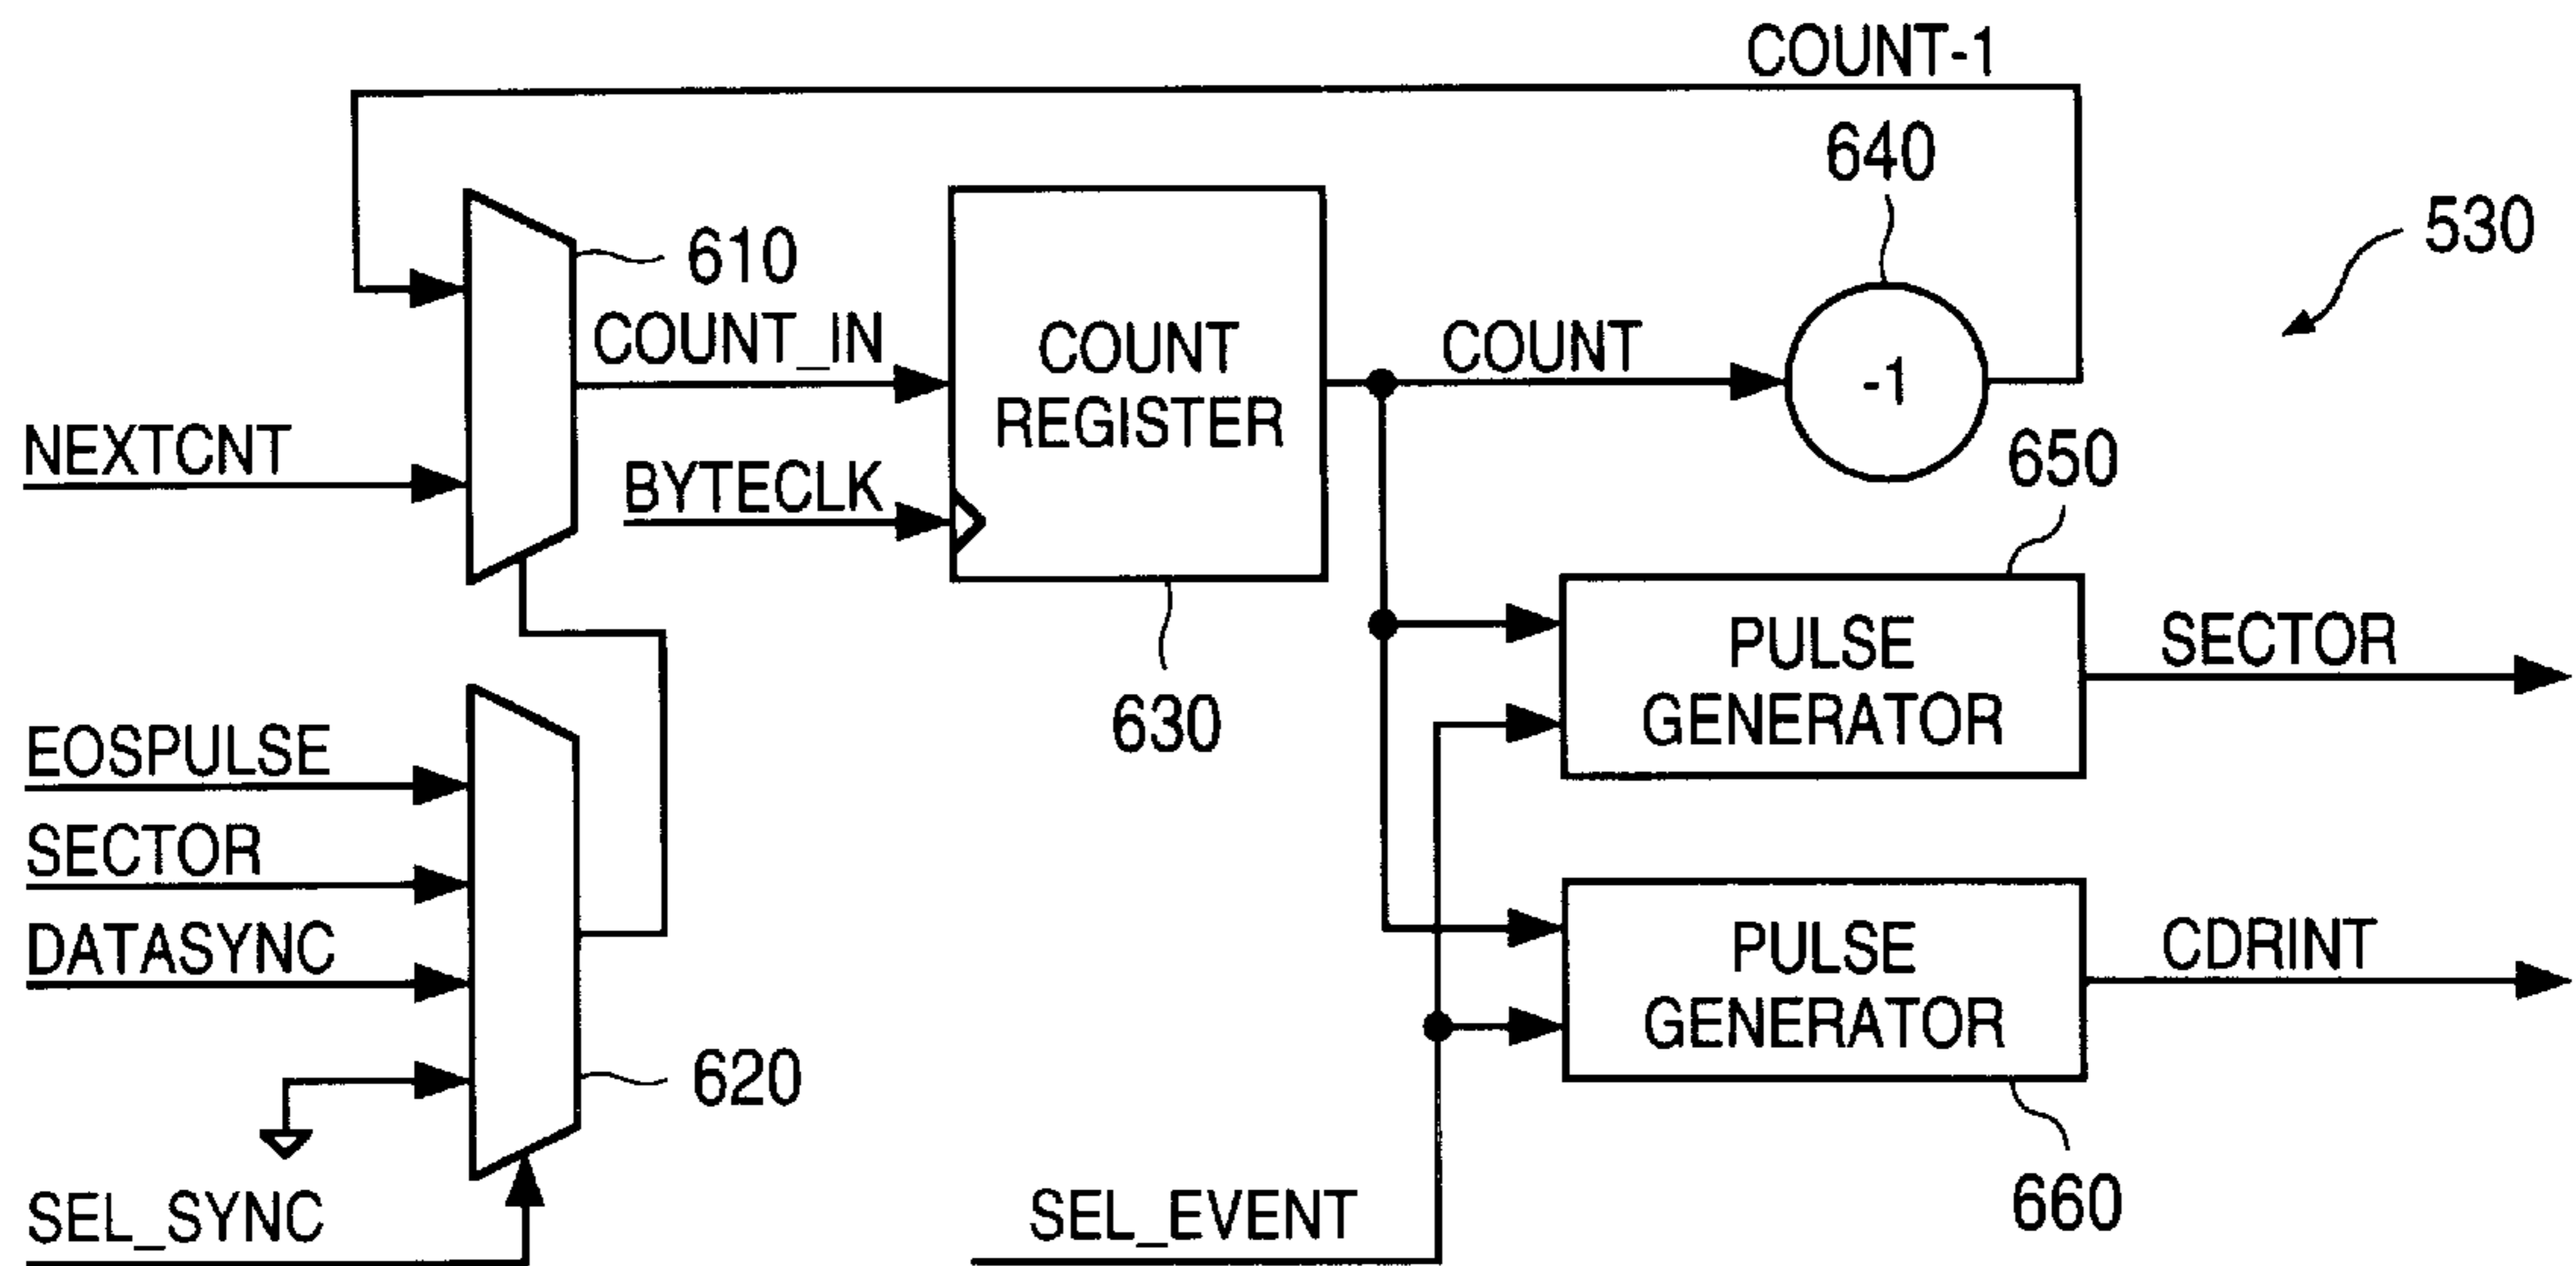 COUNT-1
640
530
610
COUNT_IN
COUNT
REGISTER
COUNT
-1
NEXTCNT
BYTECLK
650
630
PULSE
GENERATOR
SECTOR
EOSPULSE
SECTOR
DATASYNC
620
PULSE
GENERATOR
CDRINT
660
SEL_SYNC
SEL_EVENT